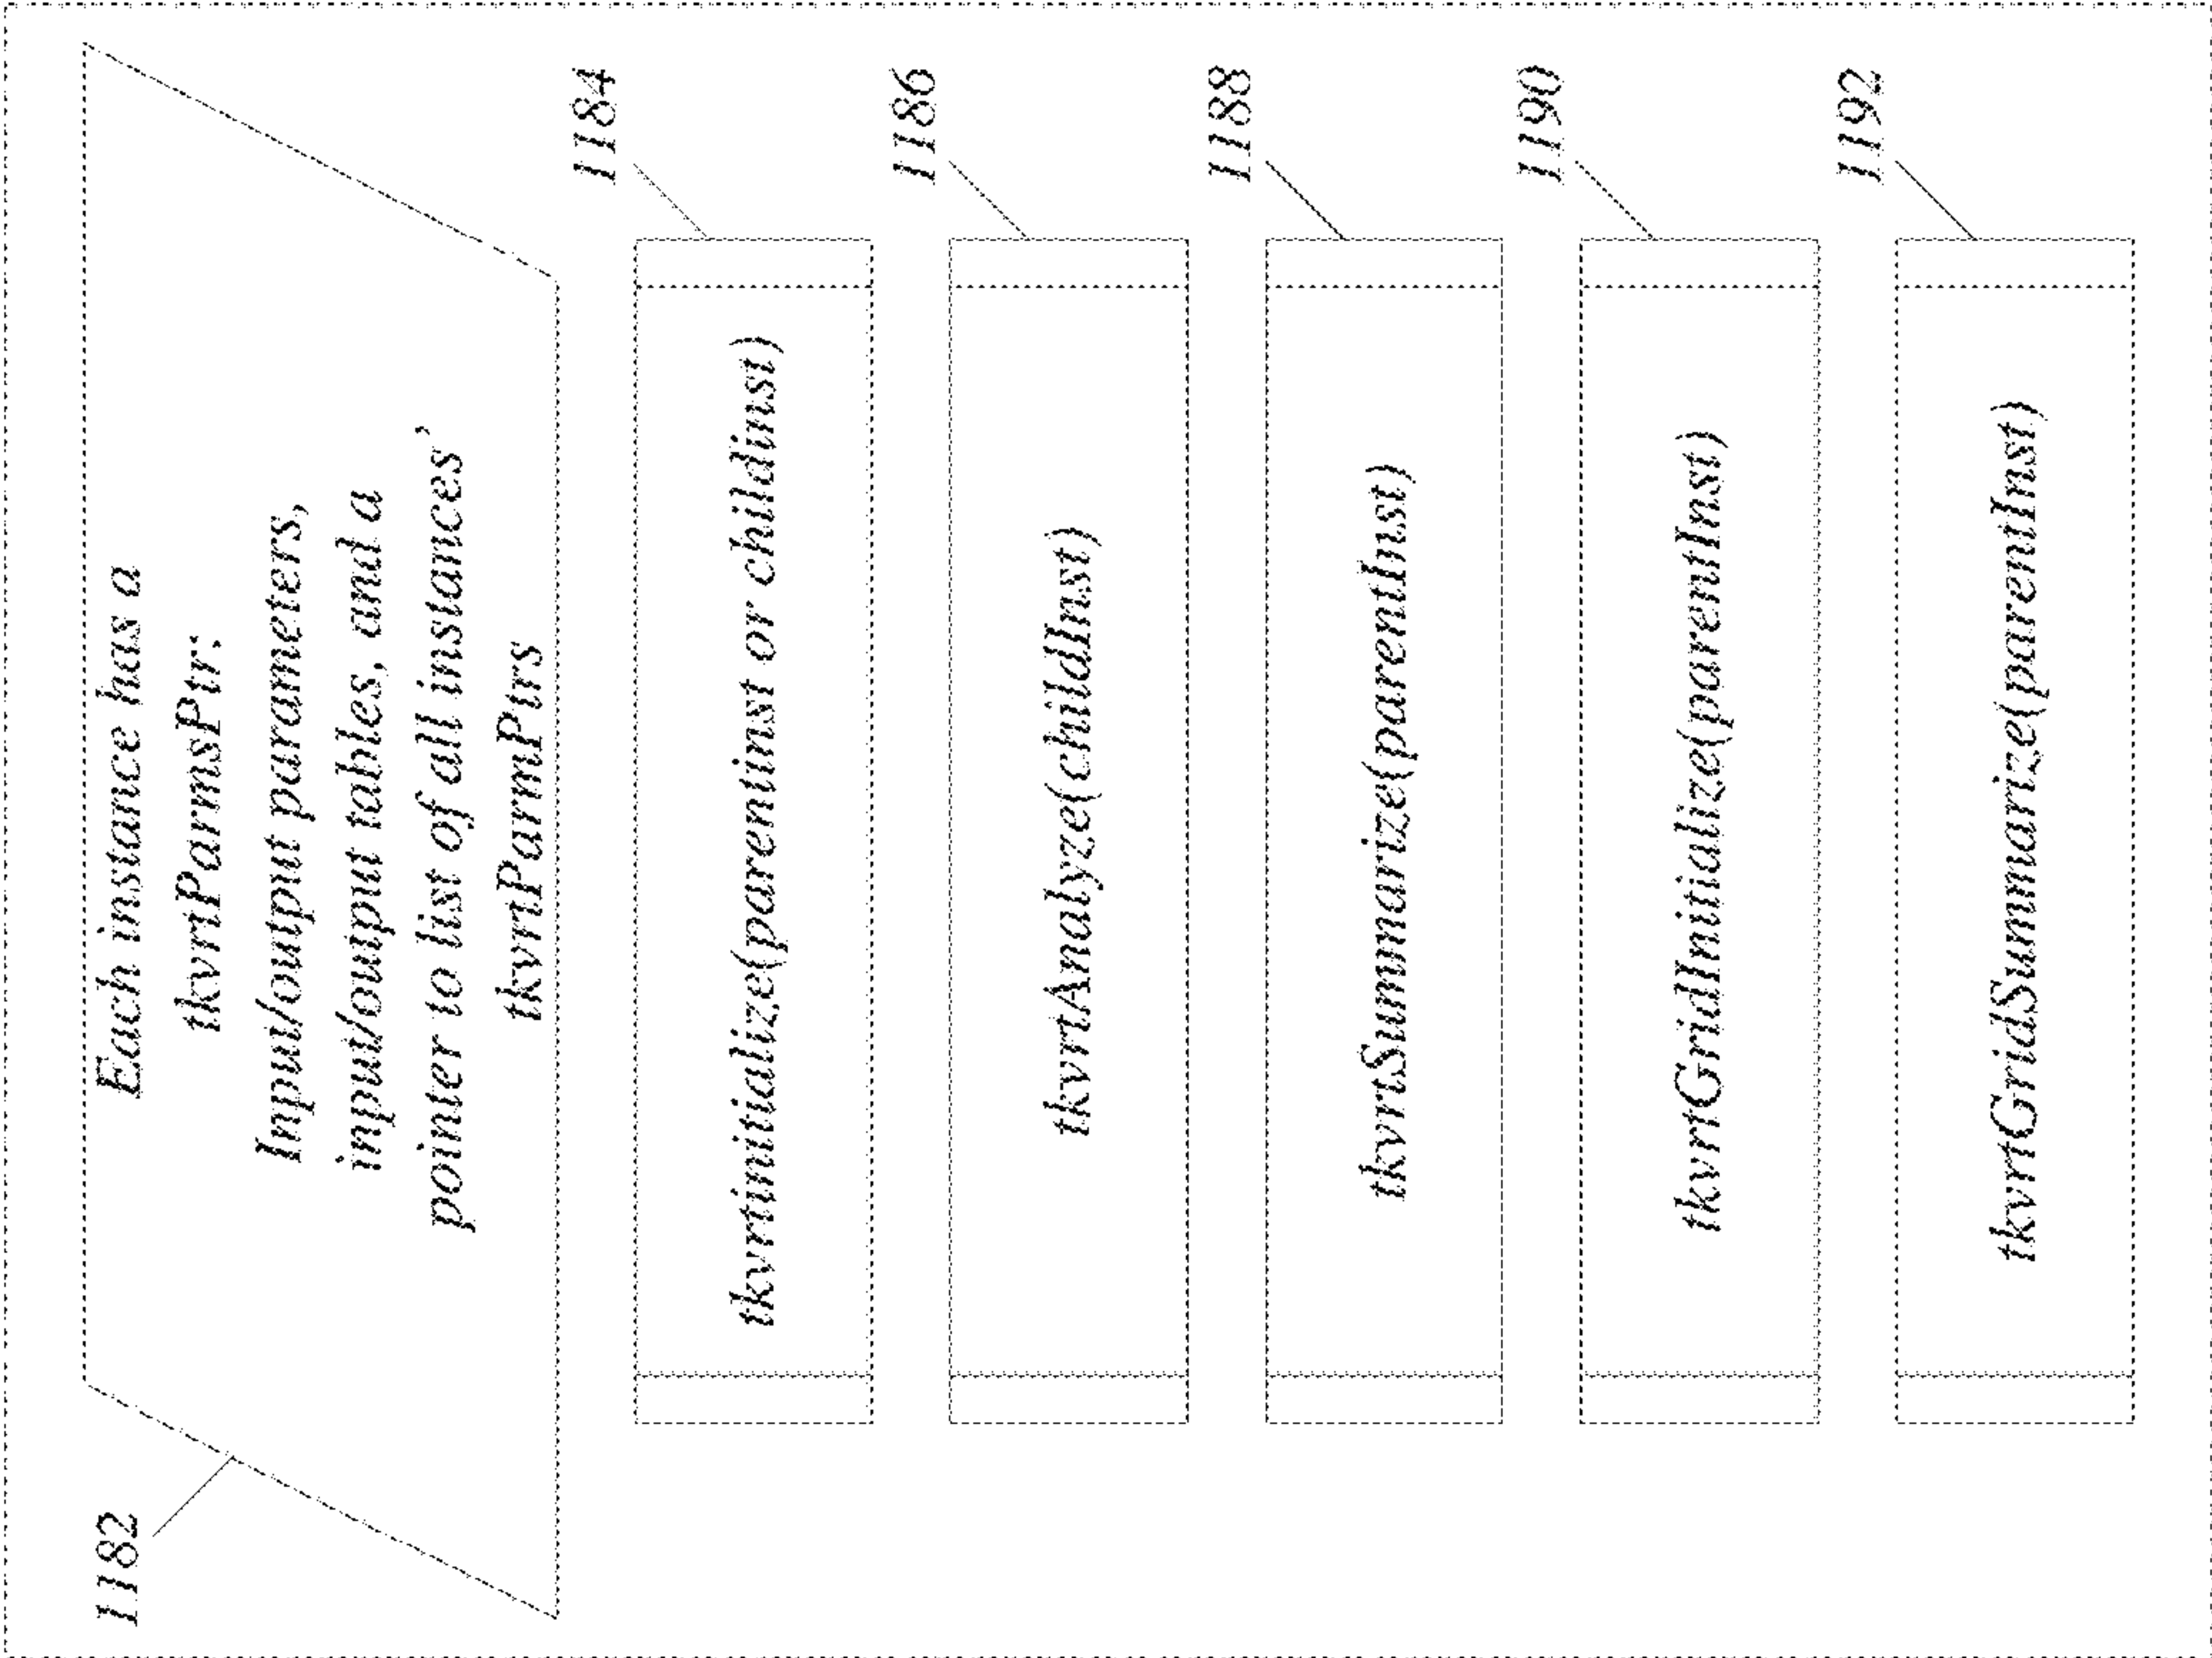 1182
Each instance has a
tkvrtParmsPtr:
Input/output parameters,
input/output tables, and a
pointer to list of all instances’
tkvrtParmPtrs
1184
tkvrtinitialize(parentinst or childinst)
1186
tkvrtAnalyze(childInst)
1188
tkvrtSummarize(parentInst)
1190
tkvrtGridInitialize(parentInst)
1192
tkvrtGridSummarize(parentInst)